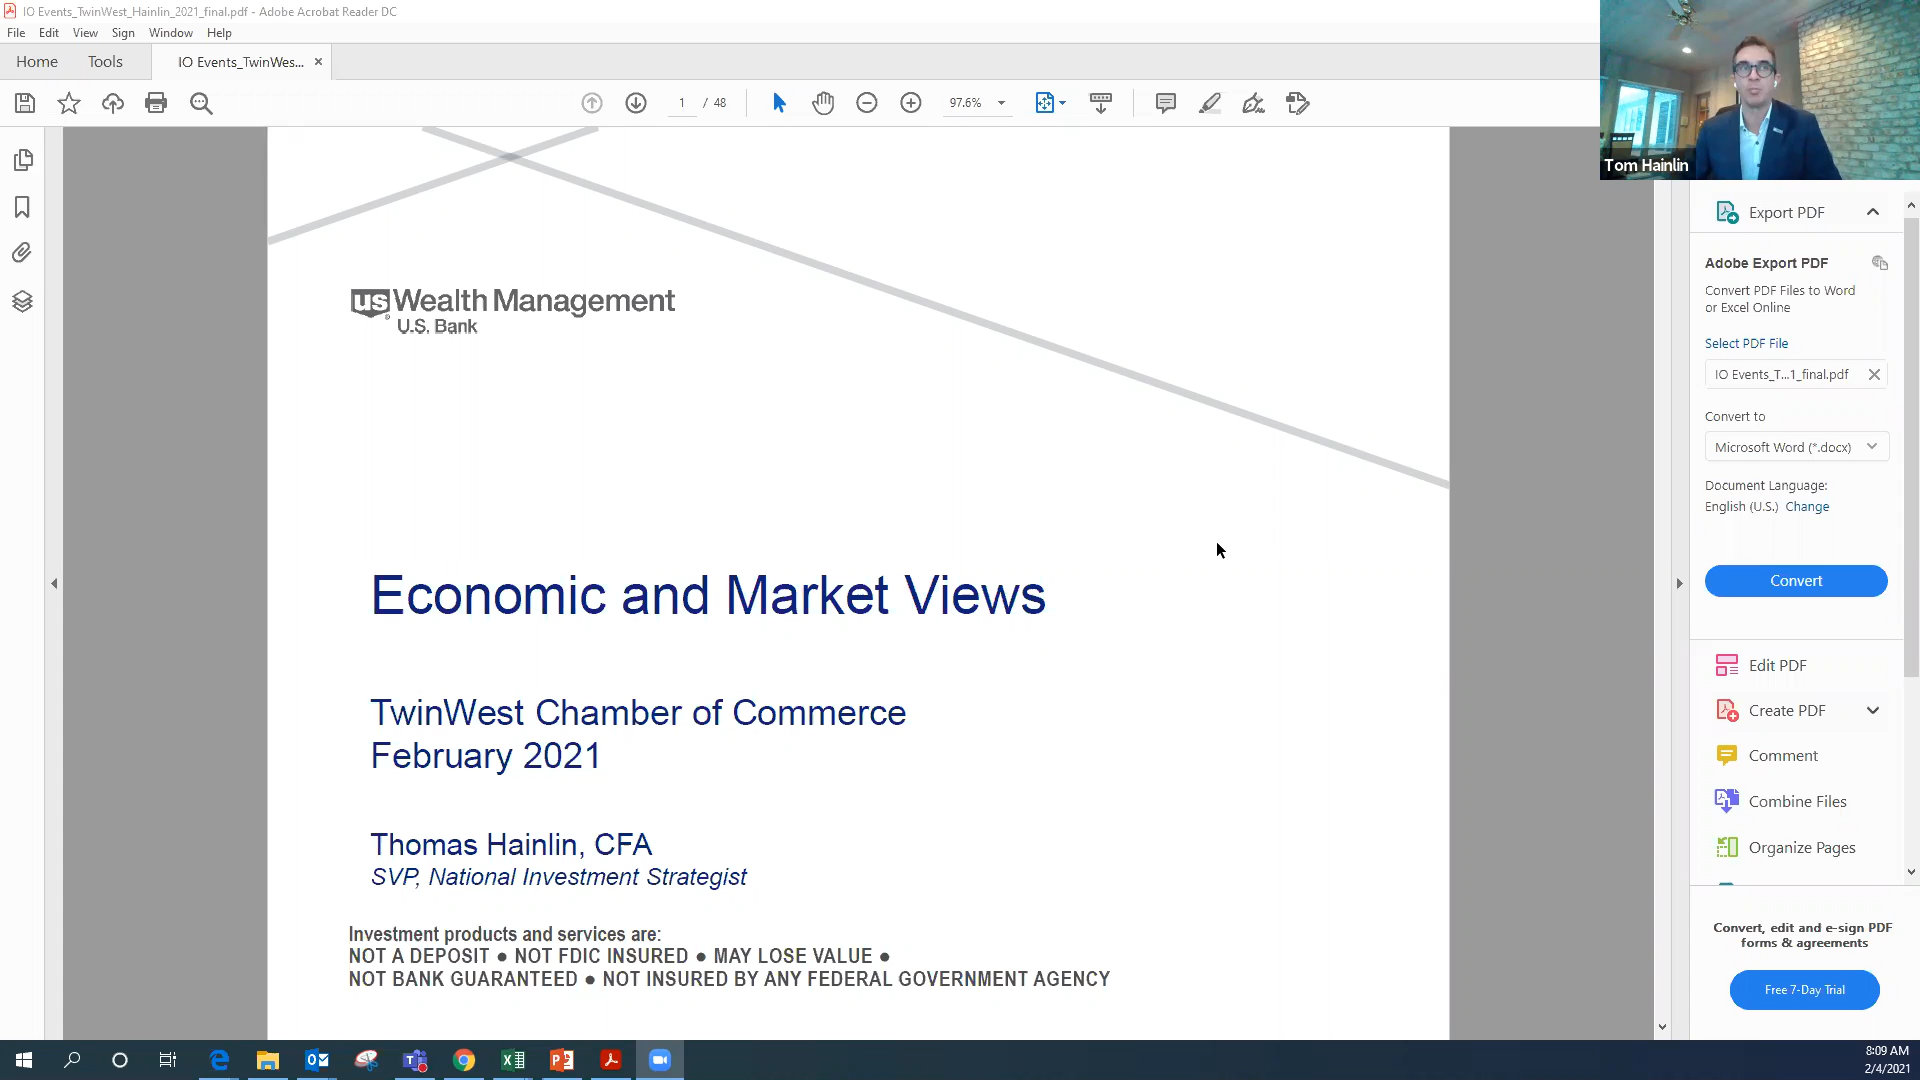 IO Events_TwinWest_Hainlin_2021_final.pdf - Adobe Acrobat Reader DC
File Edit View Sign Window Help
Home Tools IO Events_TwinWes... ×
1 / 48 97.6%
Tom Hainlin
us Wealth Management
U.S. Bank
Economic and Market Views
TwinWest Chamber of Commerce
February 2021
Thomas Hainlin, CFA
SVP, National Investment Strategist
Investment products and services are:
NOT A DEPOSIT ● NOT FDIC INSURED ● MAY LOSE VALUE ●
NOT BANK GUARANTEED ● NOT INSURED BY ANY FEDERAL GOVERNMENT AGENCY
Export PDF
Adobe Export PDF
Convert PDF Files to Word
or Excel Online
Select PDF File
IO Events_T...1_final.pdf
Convert to
Microsoft Word (*.docx)
Document Language:
English (U.S.) Change
Convert
Edit PDF
Create PDF
Comment
Combine Files
Organize Pages
Convert, edit and e-sign PDF
forms & agreements
Free 7-Day Trial
8:09 AM
2/4/2021